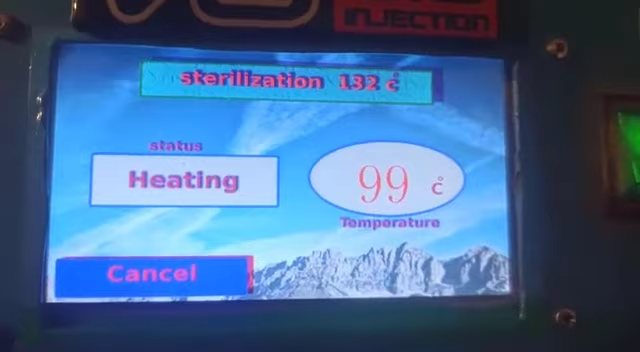 INJECTION
sterilization 132 c°
status
Heating
99 c°
Temperature
Cancel